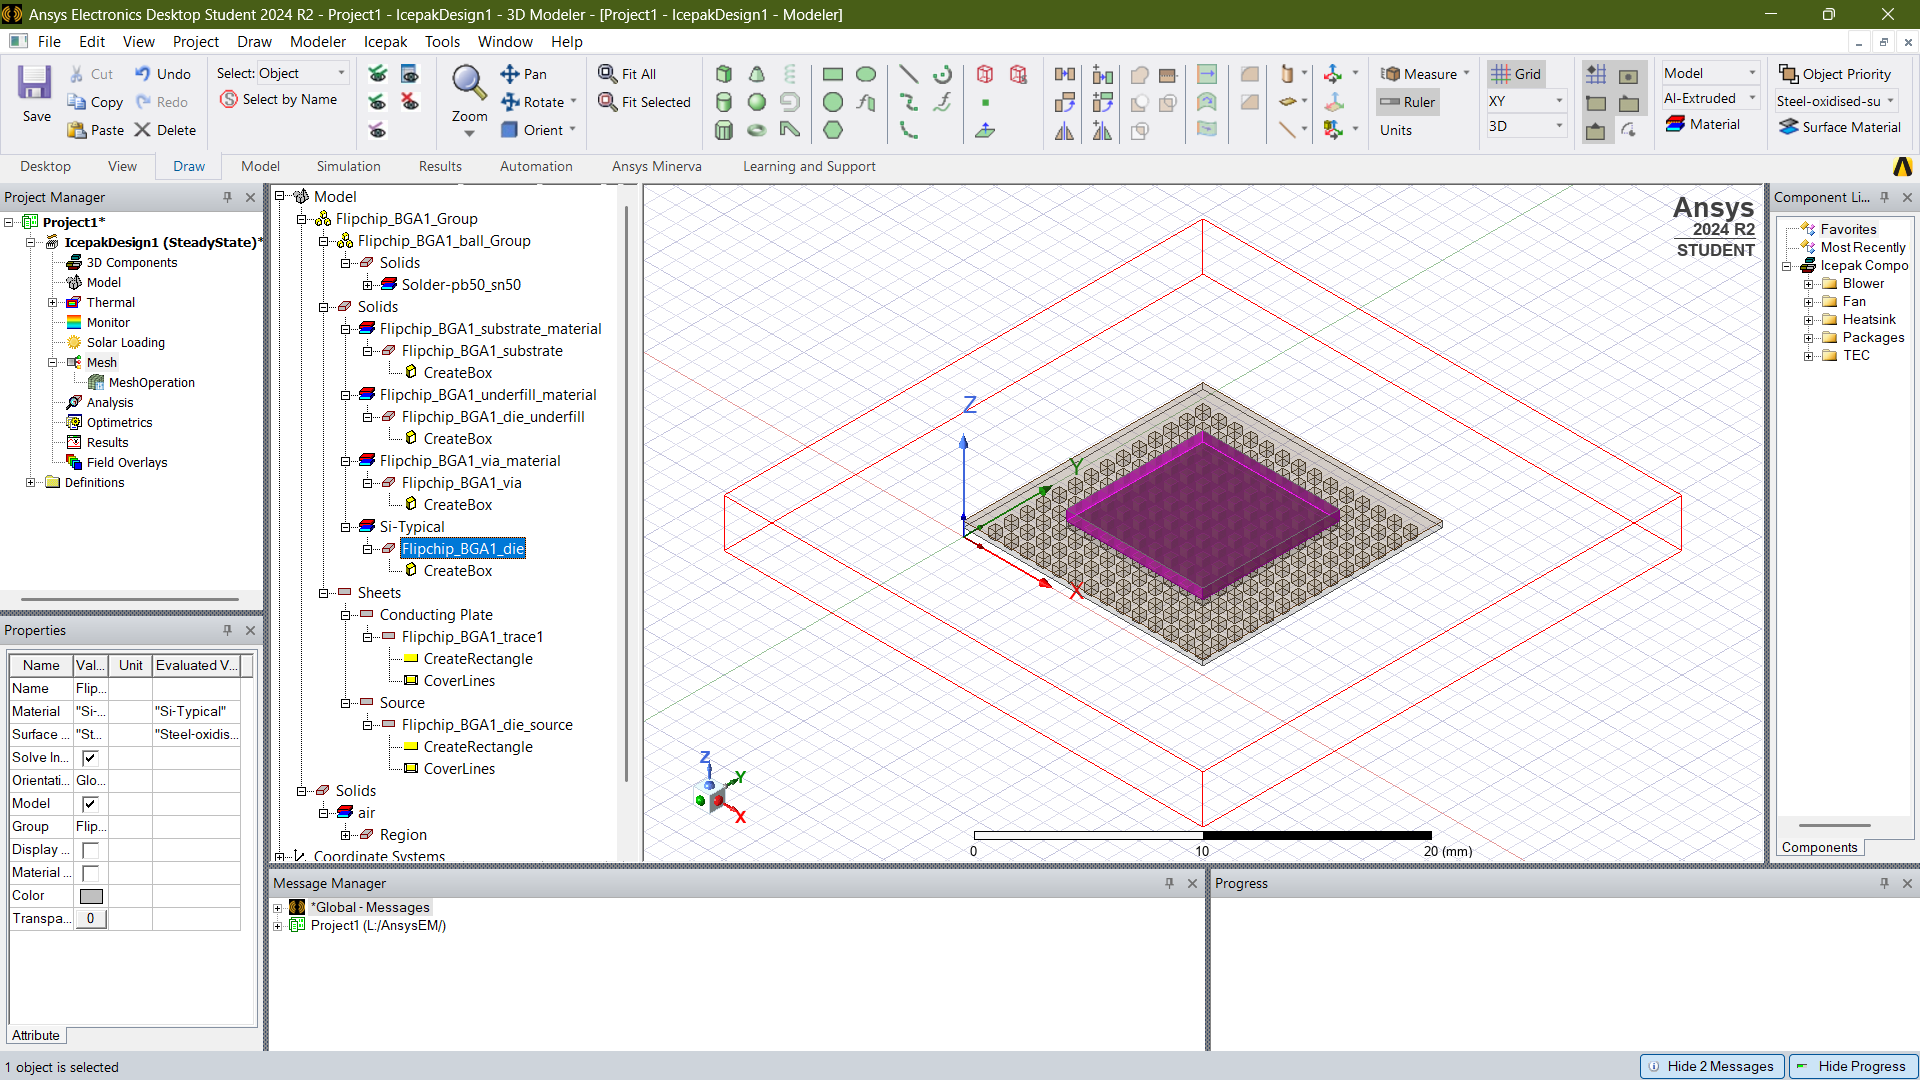 Ansys Electronics Desktop Student 2024 R2 - Project1 - IcepakDesign1 - 3D Modeler - [Project1 - IcepakDesign1 - Modeler]
File Edit View Project Draw Modeler Icepak Tools Window Help
Save
Cut
Copy
Paste
Undo
Redo
Delete
Select: Object
Select by Name
Zoom
Pan
Rotate
Orient
Fit All
Fit Selected
Measure
Ruler
Units
Grid
XY
3D
Model
Al-Extruded
Material
Object Priority
Steel-oxidised-su
Surface Material
Desktop View Draw Model Simulation Results Automation Ansys Minerva Learning and Support
Project Manager
Project1*
IcepakDesign1 (SteadyState)*
3D Components
Model
Thermal
Monitor
Solar Loading
Mesh
MeshOperation
Analysis
Optimetrics
Results
Field Overlays
Definitions
Properties
Name Val... Unit Evaluated V...
Name Flip...
Material "Si-... "Si-Typical"
Surface ... "St... "Steel-oxidis...
Solve In...
Orientati... Glo...
Model
Group Flip...
Display ...
Material ...
Color
Transpa... 0
Attribute
Model
Flipchip_BGA1_Group
Flipchip_BGA1_ball_Group
Solids
Solder-pb50_sn50
Solids
Flipchip_BGA1_substrate_material
Flipchip_BGA1_substrate
CreateBox
Flipchip_BGA1_underfill_material
Flipchip_BGA1_die_underfill
CreateBox
Flipchip_BGA1_via_material
Flipchip_BGA1_via
CreateBox
Si-Typical
Flipchip_BGA1_die
CreateBox
Sheets
Conducting Plate
Flipchip_BGA1_trace1
CreateRectangle
CoverLines
Source
Flipchip_BGA1_die_source
CreateRectangle
CoverLines
Solids
air
Region
Coordinate Systems
Ansys
2024 R2
STUDENT
Z
Y
X
Z
Y
X
0 10 20 (mm)
Component Li...
Favorites
Most Recently
Icepak Compo
Blower
Fan
Heatsink
Packages
TEC
Components
Message Manager
*Global - Messages
Project1 (L:/AnsysEM/)
Progress
1 object is selected
Hide 2 Messages
Hide Progress